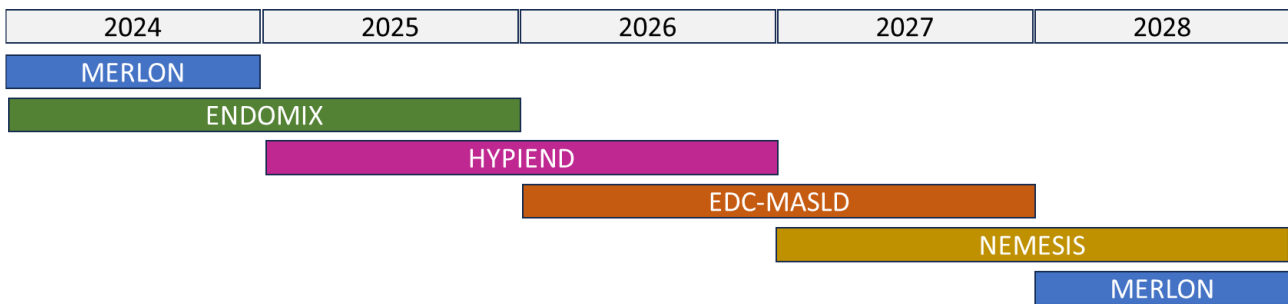 2024 2025 2026 2027 2028
MERLON
ENDOMIX
HYPIEND
EDC-MASLD
NEMESIS
MERLON